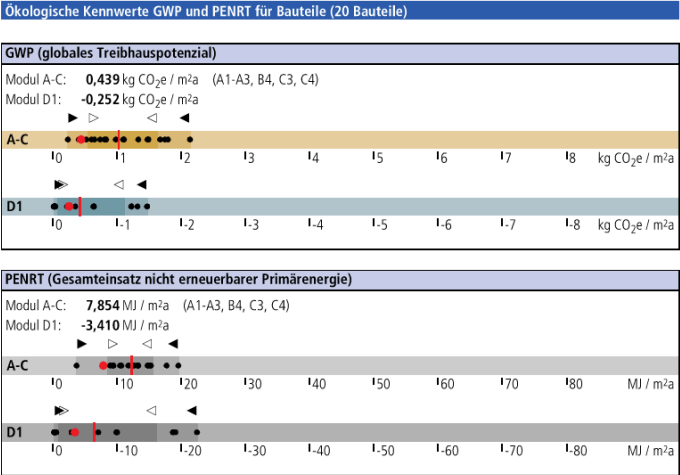 Ökologische Kennwerte GWP und PENRT für Bauteile (20 Bauteile)
GWP (globales Treibhauspotenzial)
Modul A-C: 0,439 kg CO₂e / m²a (A1-A3, B4, C3, C4)
Modul D1: -0,252 kg CO₂e / m²a
A-C
0 1 2 3 4 5 6 7 8 kg CO₂e / m²a
D1
0 -1 -2 -3 -4 -5 -6 -7 -8 kg CO₂e / m²a
PENRT (Gesamteinsatz nicht erneuerbarer Primärenergie)
Modul A-C: 7,854 MJ / m²a (A1-A3, B4, C3, C4)
Modul D1: -3,410 MJ / m²a
A-C
0 10 20 30 40 50 60 70 80 MJ / m²a
D1
0 -10 -20 -30 -40 -50 -60 -70 -80 MJ / m²a